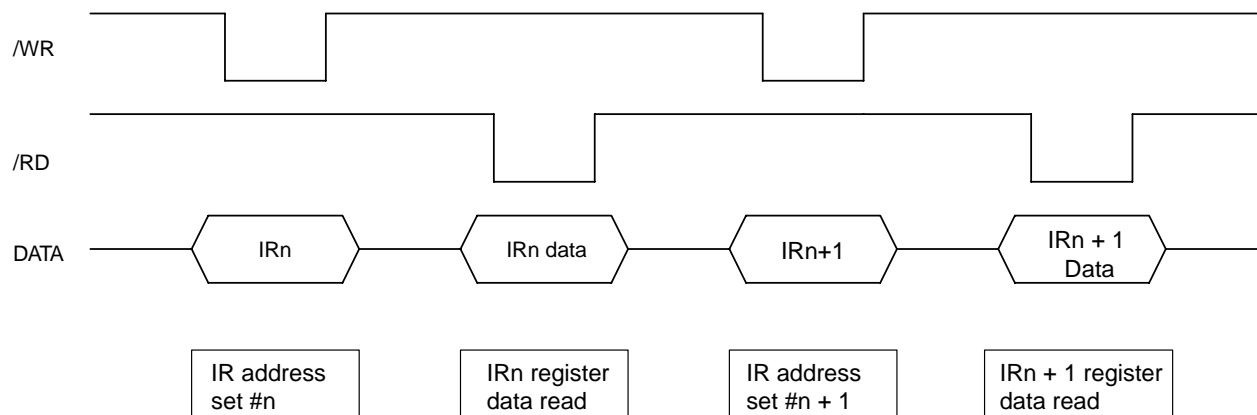 /WR
/RD
DATA
IRn
IRn data
IRn+1
IRn + 1
Data
IR address
set #n
IRn register
data read
IR address
set #n + 1
IRn + 1 register
data read